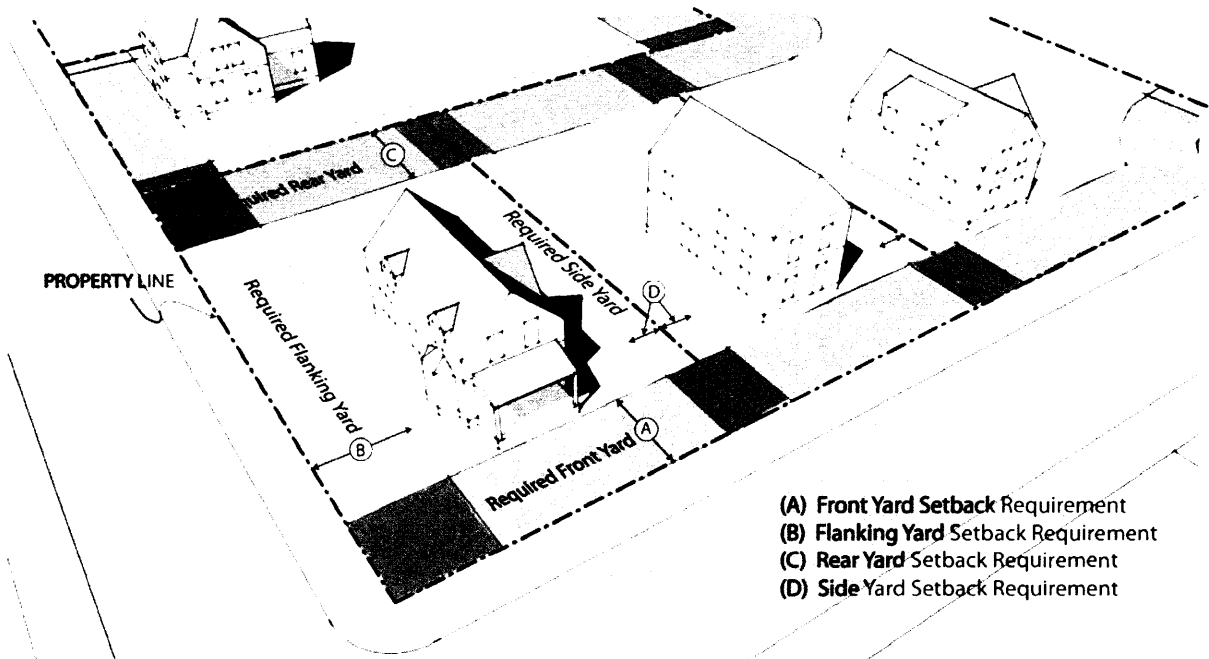 C
quired Rear Yard
Required Side Yard
PROPERTY LINE
D
Required Flanking Yard
B
A
Required Front Yard
(A) Front Yard Setback Requirement
(B) Flanking Yard Setback Requirement
(C) Rear Yard Setback Requirement
(D) Side Yard Setback Requirement